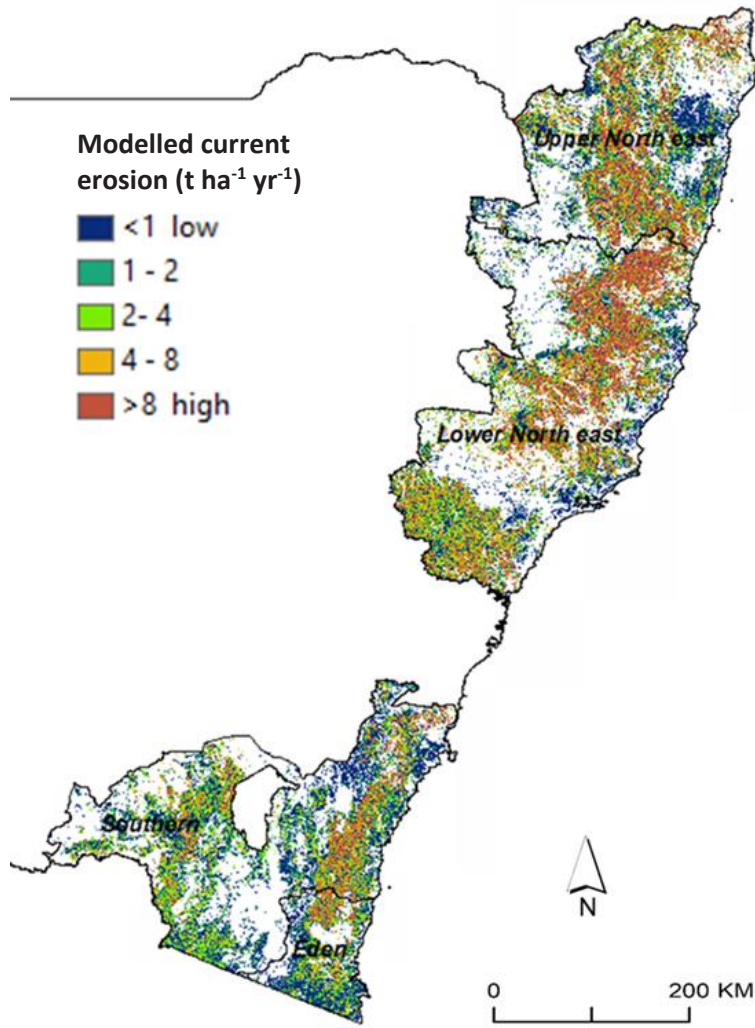 Modelled current
erosion (t ha-1 yr-1)
<1 low
1 - 2
2- 4
4 - 8
>8 high
Upper North east
Lower North east
Southern
Eden
N
0 200 KM